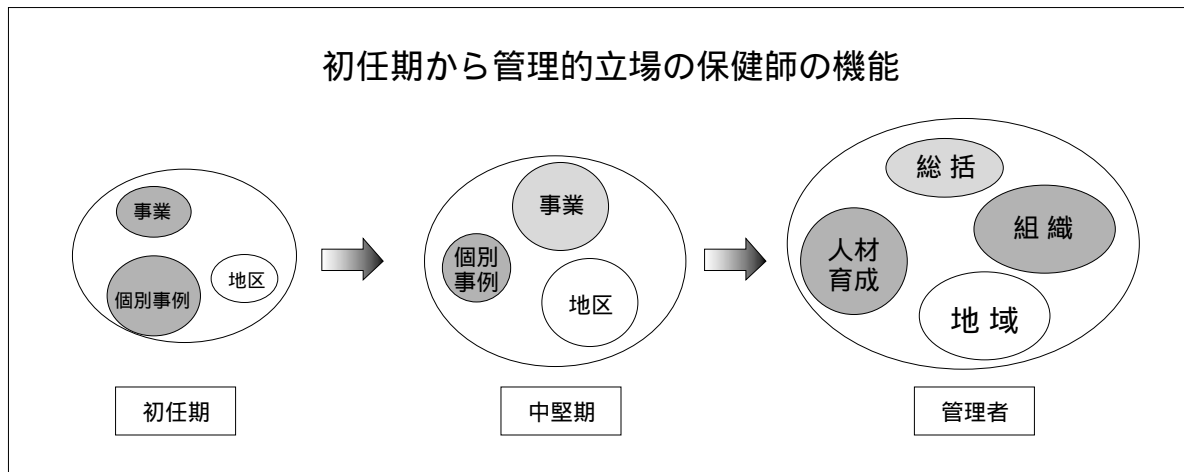 初任期から管理的立場の保健師の機能
事業
個別事例
地区
初任期
事業
個別
事例
地区
中堅期
総括
組織
人材
育成
地域
管理者